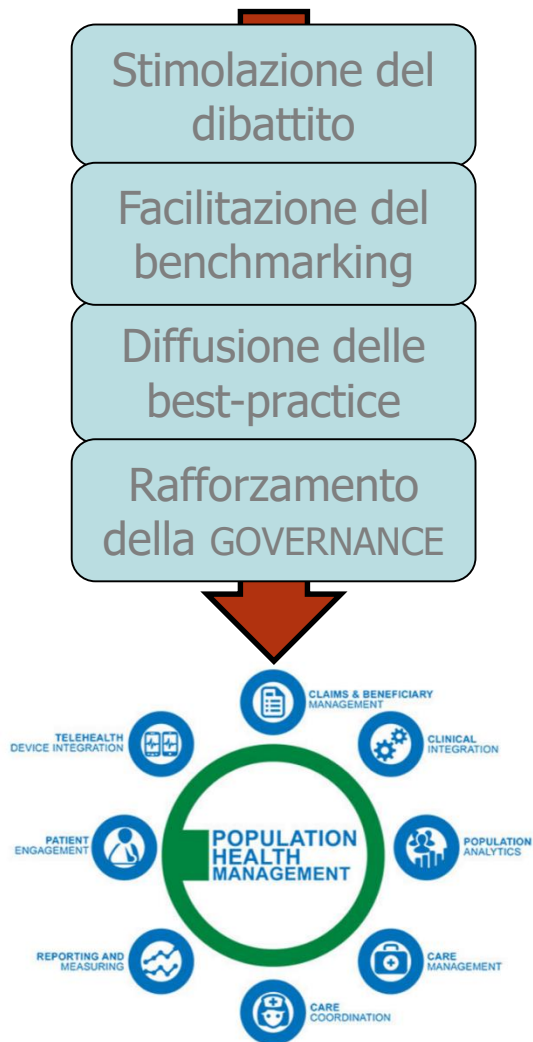 Stimolazione del
dibattito
Facilitazione del
benchmarking
Diffusione delle
best-practice
Rafforzamento
della GOVERNANCE
CLAIMS & BENEFICIARY
MANAGEMENT
TELEHEALTH
DEVICE INTEGRATION
CLINICAL
INTEGRATION
PATIENT
ENGAGEMENT
POPULATION
HEALTH
MANAGEMENT
POPULATION
ANALYTICS
REPORTING AND
MEASURING
CARE
MANAGEMENT
CARE
COORDINATION